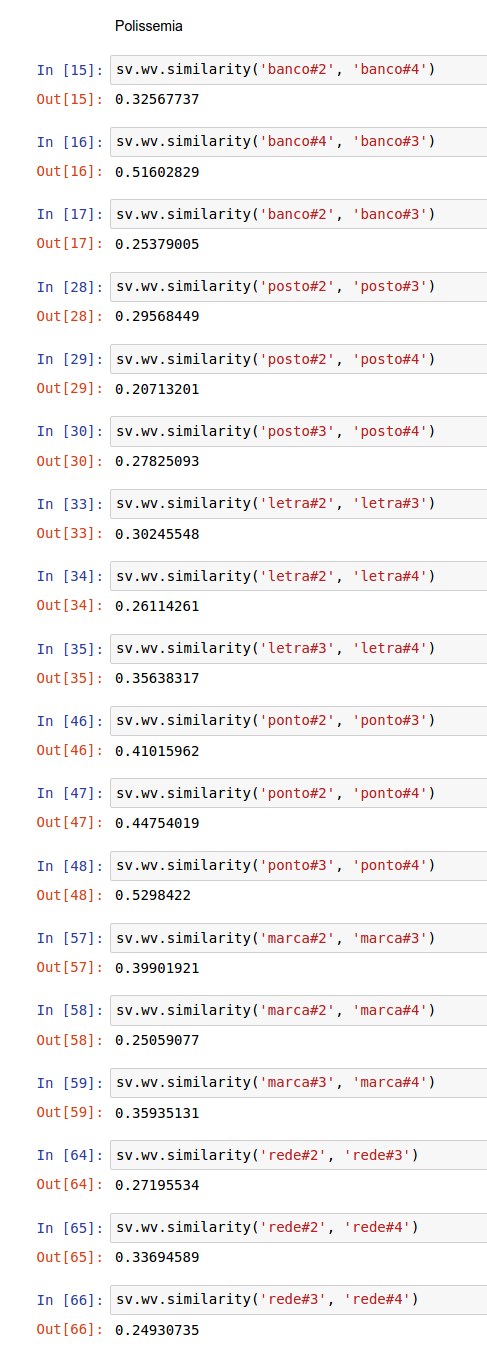 Polissemia
In [15]: sv.wv.similarity('banco#2', 'banco#4')
Out[15]: 0.32567737
In [16]: sv.wv.similarity('banco#4', 'banco#3')
Out[16]: 0.51602829
In [17]: sv.wv.similarity('banco#2', 'banco#3')
Out[17]: 0.25379005
In [28]: sv.wv.similarity('posto#2', 'posto#3')
Out[28]: 0.29568449
In [29]: sv.wv.similarity('posto#2', 'posto#4')
Out[29]: 0.20713201
In [30]: sv.wv.similarity('posto#3', 'posto#4')
Out[30]: 0.27825093
In [33]: sv.wv.similarity('letra#2', 'letra#3')
Out[33]: 0.30245548
In [34]: sv.wv.similarity('letra#2', 'letra#4')
Out[34]: 0.26114261
In [35]: sv.wv.similarity('letra#3', 'letra#4')
Out[35]: 0.35638317
In [46]: sv.wv.similarity('ponto#2', 'ponto#3')
Out[46]: 0.41015962
In [47]: sv.wv.similarity('ponto#2', 'ponto#4')
Out[47]: 0.44754019
In [48]: sv.wv.similarity('ponto#3', 'ponto#4')
Out[48]: 0.5298422
In [57]: sv.wv.similarity('marca#2', 'marca#3')
Out[57]: 0.39901921
In [58]: sv.wv.similarity('marca#2', 'marca#4')
Out[58]: 0.25059077
In [59]: sv.wv.similarity('marca#3', 'marca#4')
Out[59]: 0.35935131
In [64]: sv.wv.similarity('rede#2', 'rede#3')
Out[64]: 0.27195534
In [65]: sv.wv.similarity('rede#2', 'rede#4')
Out[65]: 0.33694589
In [66]: sv.wv.similarity('rede#3', 'rede#4')
Out[66]: 0.24930735